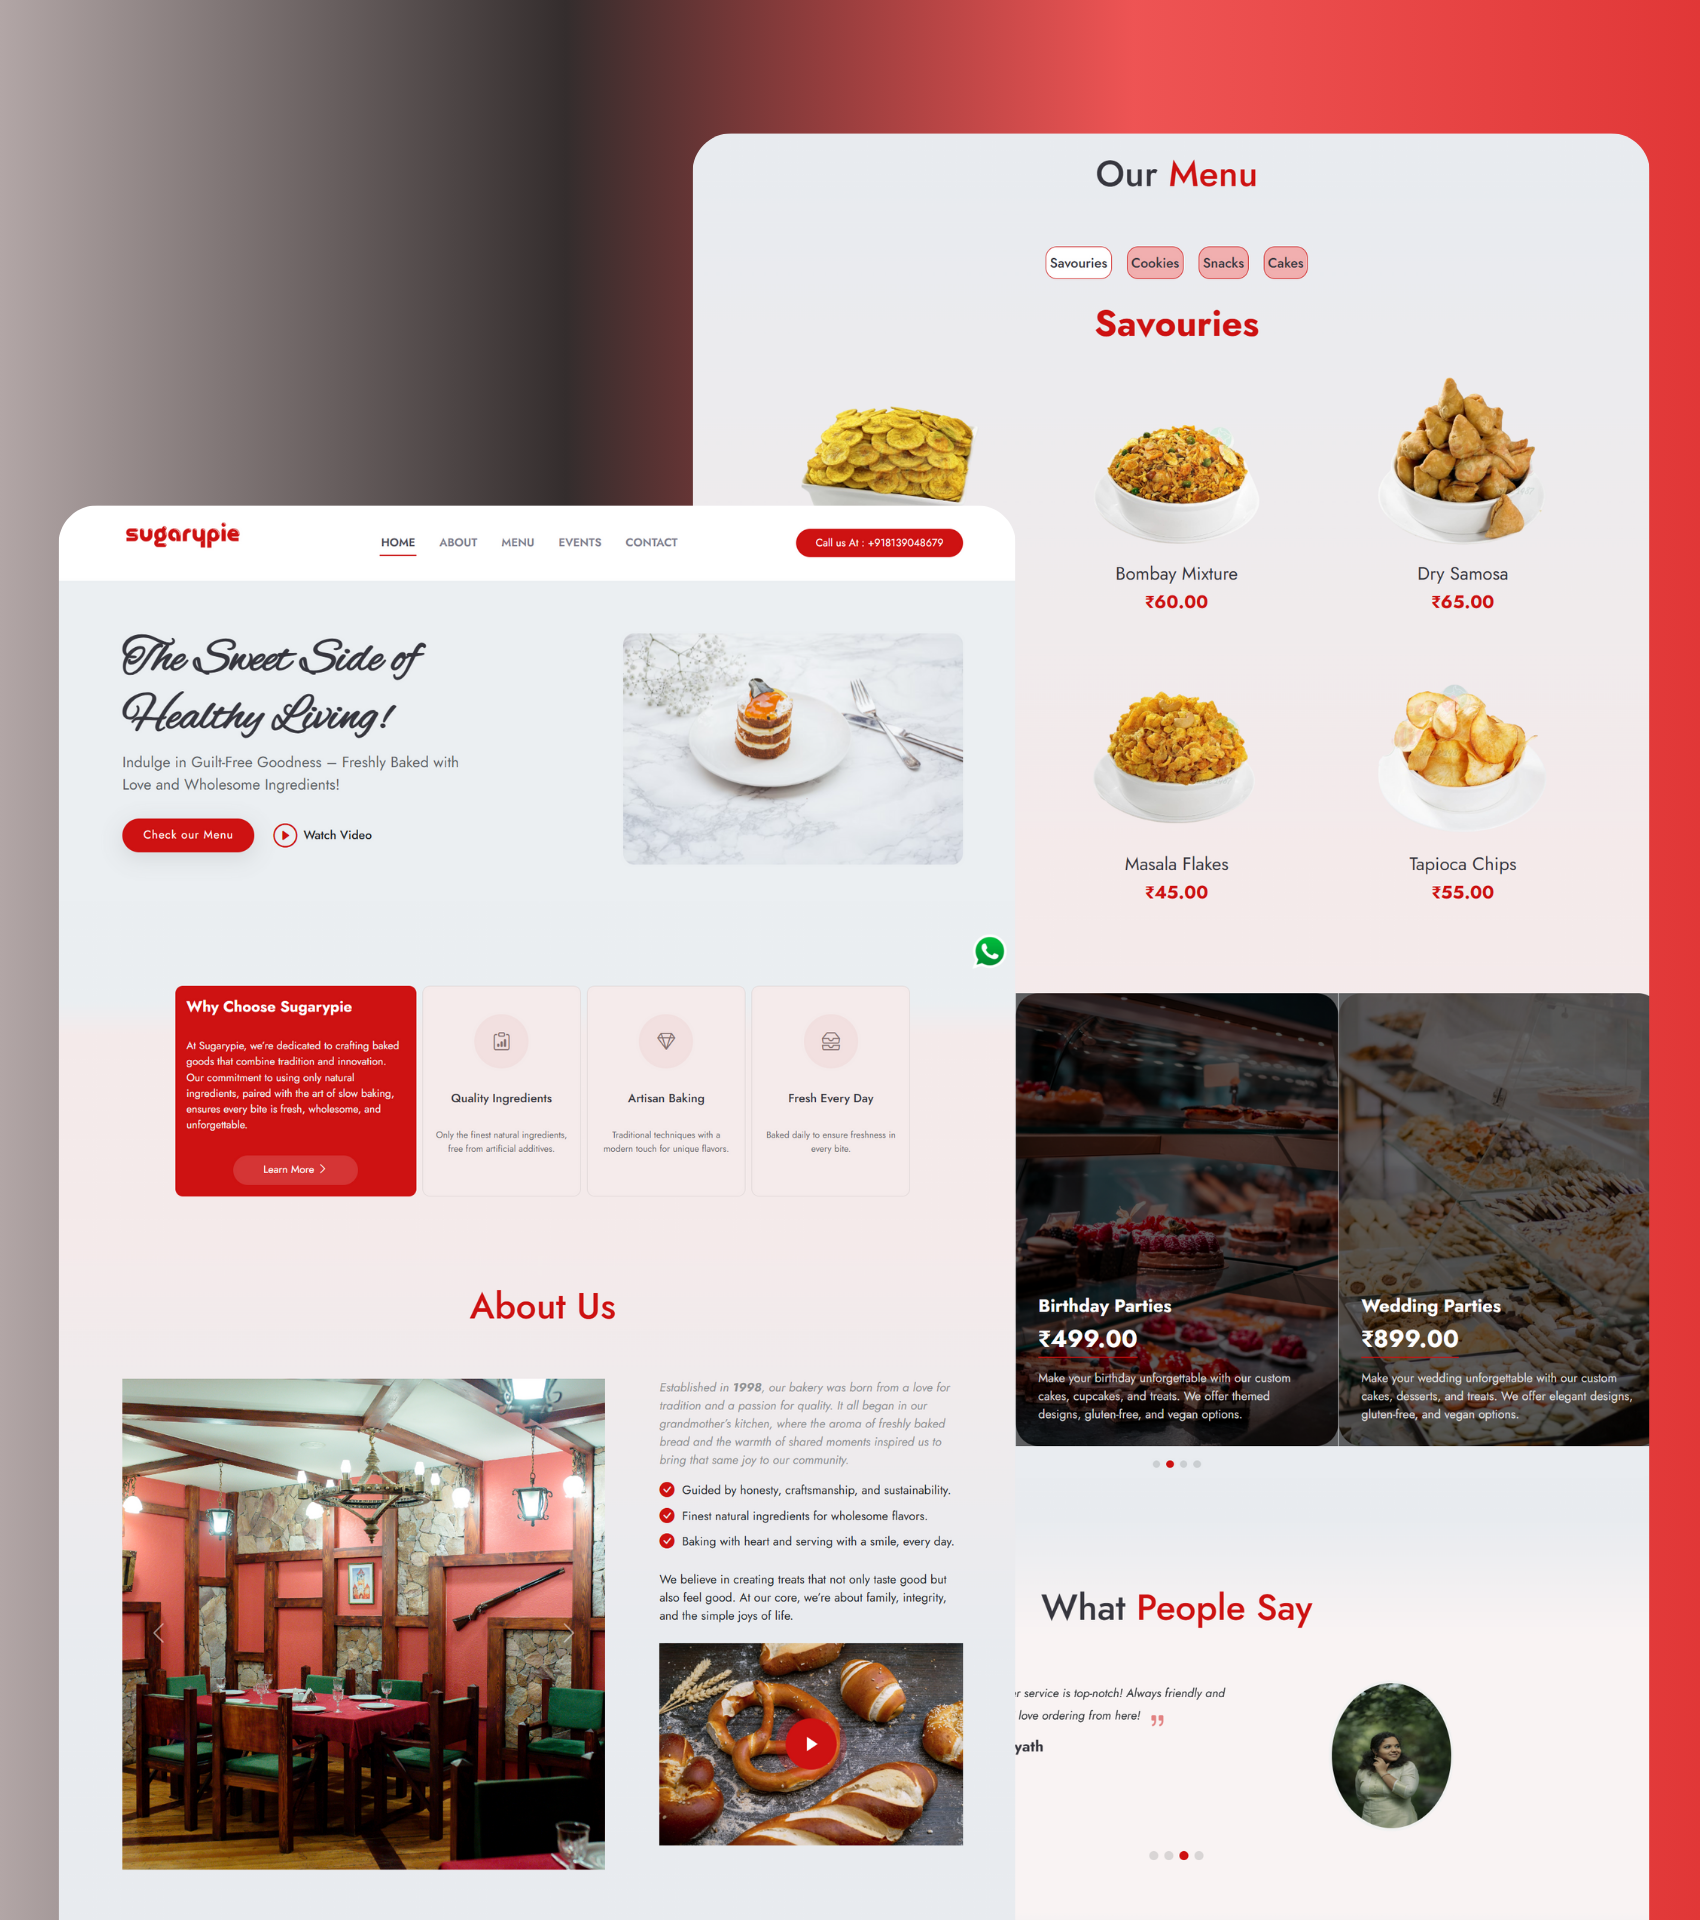 Our Menu
Savouries
Cookies
Snacks
Cakes
Savouries
Bombay Mixture
₹60.00
Dry Samosa
₹65.00
Masala Flakes
₹45.00
Tapioca Chips
₹55.00
Birthday Parties
₹499.00
Make your birthday unforgettable with our custom
cakes, cupcakes, and treats. We offer themed
designs, gluten-free, and vegan options.
Wedding Parties
₹899.00
Make your wedding unforgettable with our custom
cakes, desserts, and treats. We offer elegant designs,
gluten-free, and vegan options.
What People Say
service is top-notch! Always friendly and
love ordering from here! ”
yath
sugarypie
HOME
ABOUT
MENU
EVENTS
CONTACT
Call us At : +918139048679
The Sweet Side of
Healthy Living!
Indulge in Guilt-Free Goodness – Freshly Baked with
Love and Wholesome Ingredients!
Check our Menu
Watch Video
Why Choose Sugarypie
At Sugarypie, we're dedicated to crafting baked
goods that combine tradition and innovation.
Our commitment to using only natural
ingredients, paired with the art of slow baking,
ensures every bite is fresh, wholesome, and
unforgettable.
Learn More >
Quality Ingredients
Only the finest natural ingredients,
free from artificial additives.
Artisan Baking
Traditional techniques with a
modern touch for unique flavors.
Fresh Every Day
Baked daily to ensure freshness in
every bite.
About Us
Established in 1998, our bakery was born from a love for
tradition and a passion for quality. It all began in our
grandmother's kitchen, where the aroma of freshly baked
bread and the warmth of shared moments inspired us to
bring that same joy to our community.
Guided by honesty, craftsmanship, and sustainability.
Finest natural ingredients for wholesome flavors.
Baking with heart and serving with a smile, every day.
We believe in creating treats that not only taste good but
also feel good. At our core, we're about family, integrity,
and the simple joys of life.